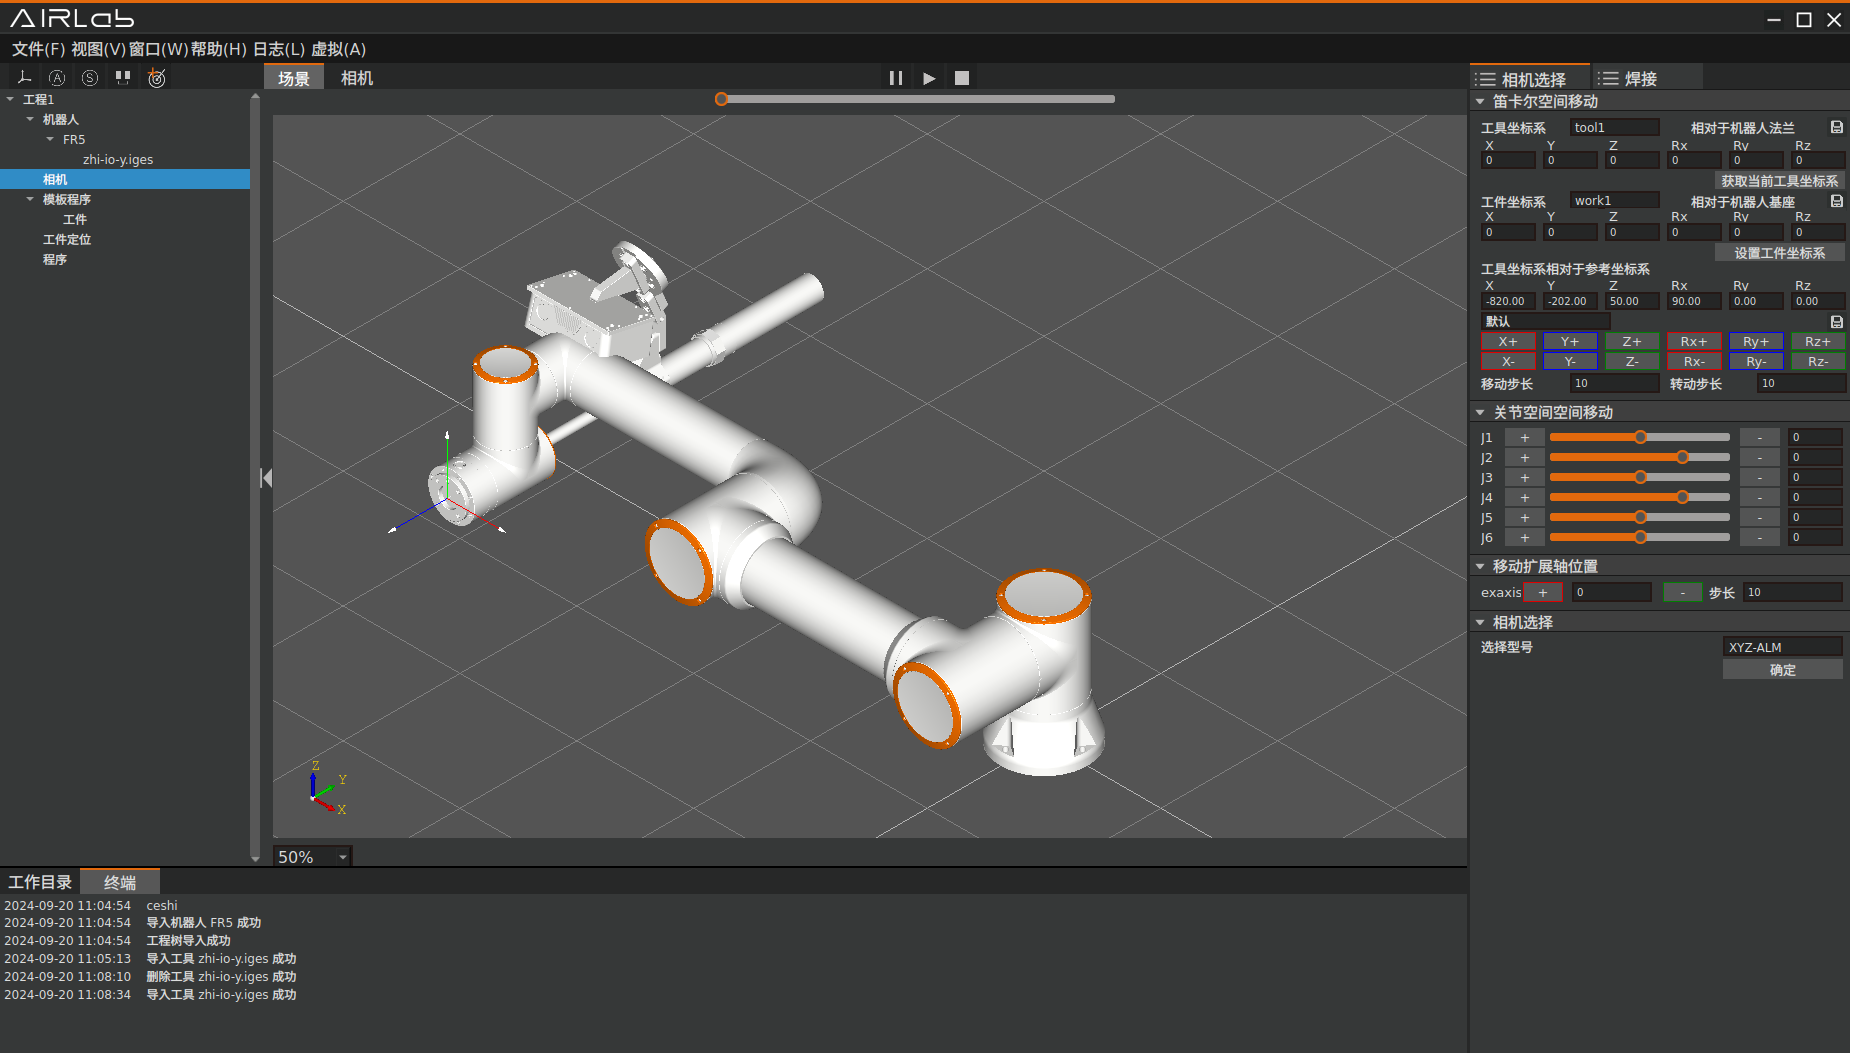 AIRLab
文件(F) 视图(V) 窗口(W) 帮助(H) 日志(L) 虚拟(A)
A S
场景 相机
工程1
机器人
FR5
zhi-io-y.iges
相机
模板程序
工件
工件定位
程序
Z
Y
X
50%
相机选择 焊接
笛卡尔空间移动
工具坐标系 tool1 相对于机器人法兰
X Y Z Rx Ry Rz
0 0 0 0 0 0
获取当前工具坐标系
工件坐标系 work1 相对于机器人基座
X Y Z Rx Ry Rz
0 0 0 0 0 0
设置工件坐标系
工具坐标系相对于参考坐标系
X Y Z Rx Ry Rz
-820.00 -202.00 50.00 90.00 0.00 0.00
默认
X+ Y+ Z+ Rx+ Ry+ Rz+
X- Y- Z- Rx- Ry- Rz-
移动步长 10 转动步长 10
关节空间空间移动
J1 + - 0
J2 + - 0
J3 + - 0
J4 + - 0
J5 + - 0
J6 + - 0
移动扩展轴位置
exaxis + 0 - 步长 10
相机选择
选择型号 XYZ-ALM
确定
工作目录 终端
2024-09-20 11:04:54 ceshi
2024-09-20 11:04:54 导入机器人 FR5 成功
2024-09-20 11:04:54 工程树导入成功
2024-09-20 11:05:13 导入工具 zhi-io-y.iges 成功
2024-09-20 11:08:10 删除工具 zhi-io-y.iges 成功
2024-09-20 11:08:34 导入工具 zhi-io-y.iges 成功